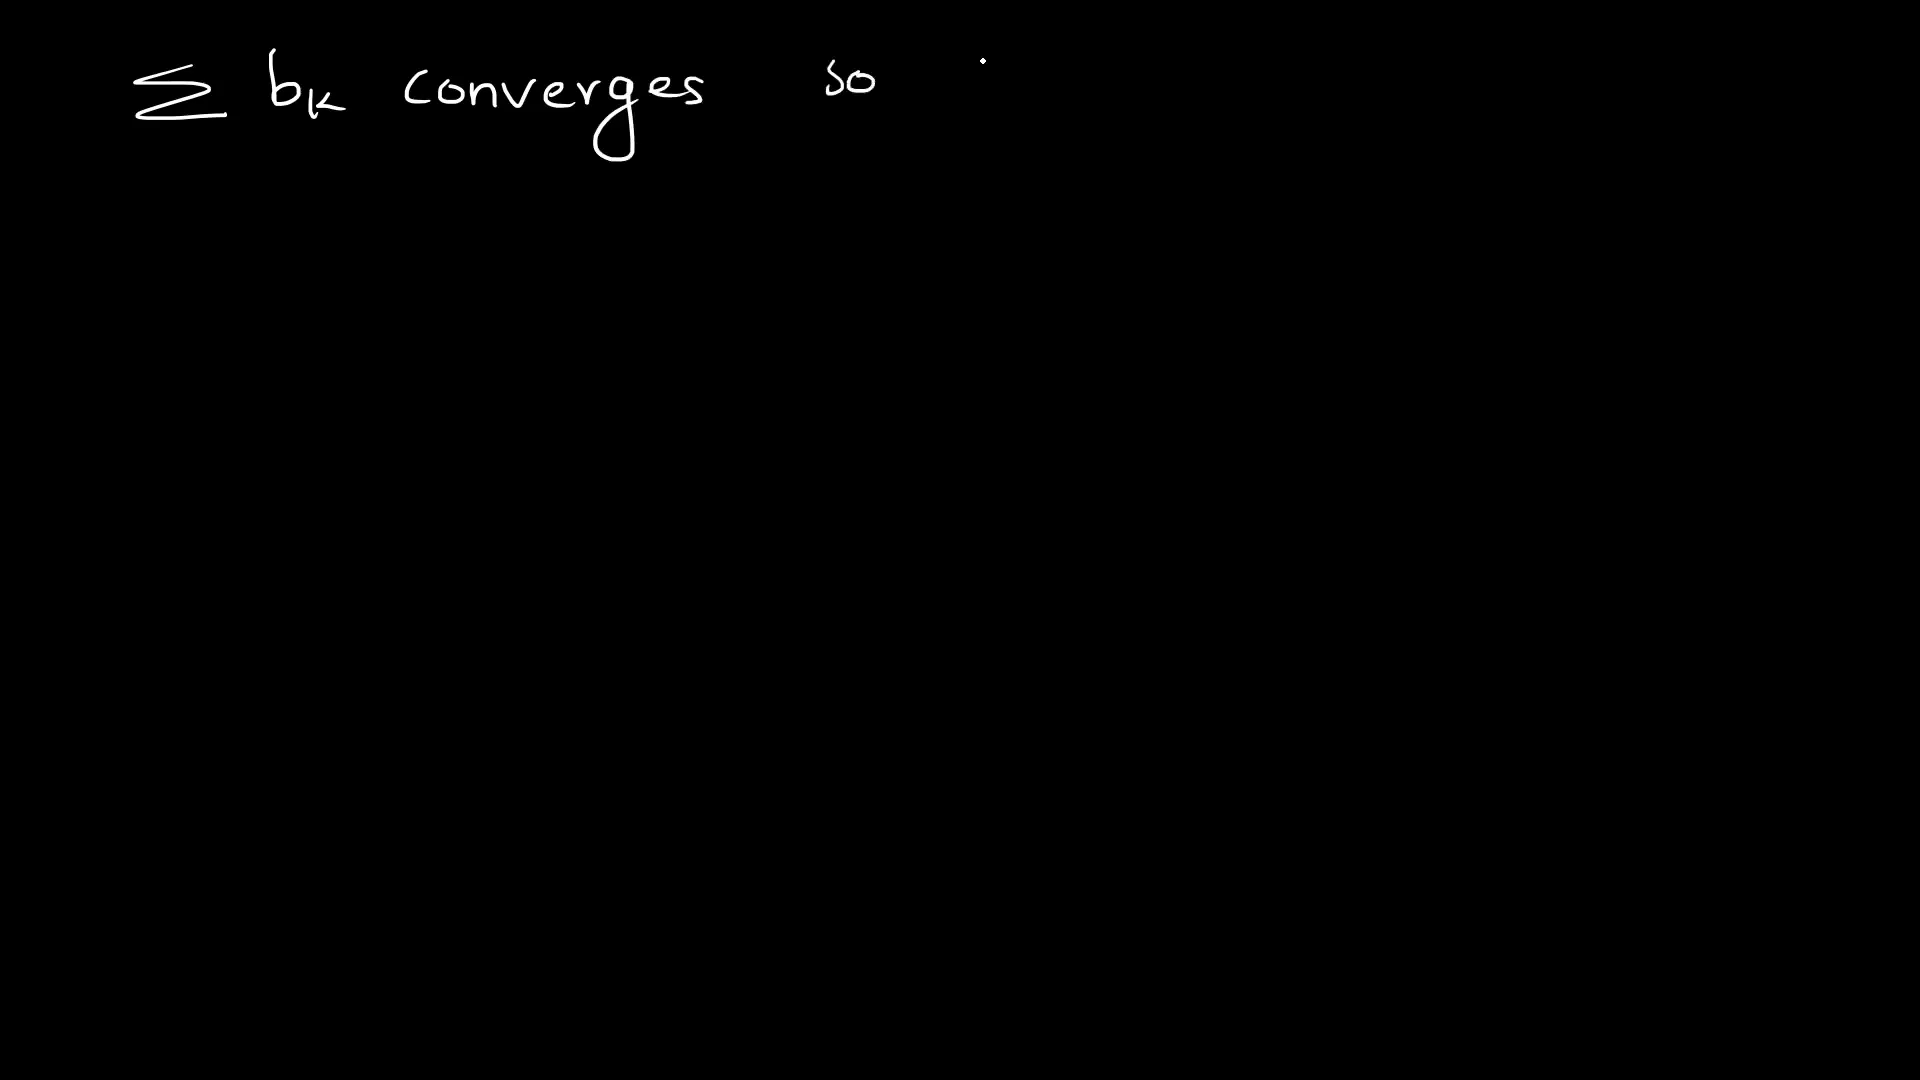 ∑ b_k converges so